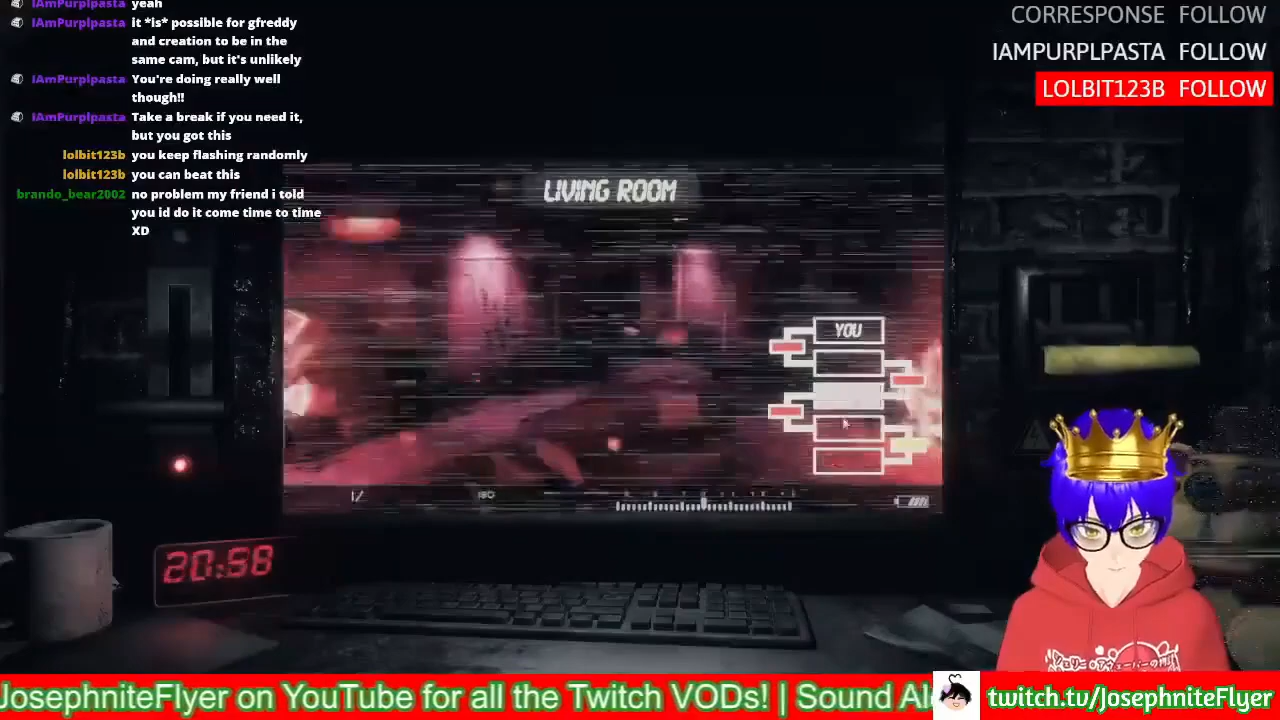 IAmPurplpasta yeah
IAmPurplpasta it *is* possible for gfreddy
and creation to be in the
same cam, but it's unlikely
IAmPurplpasta You're doing really well
though!!
IAmPurplpasta Take a break if you need it,
but you got this
lolbit123b you keep flashing randomly
lolbit123b you can beat this
brando_bear2002 no problem my friend i told
you id do it come time to time
XD
CORRESPONSE FOLLOW
IAMPURPLPASTA FOLLOW
LOLBIT123B FOLLOW
LIVING ROOM
YOU
20:58
JosephniteFlyer on YouTube for all the Twitch VODs! | Sound Al
twitch.tv/JosephniteFlyer